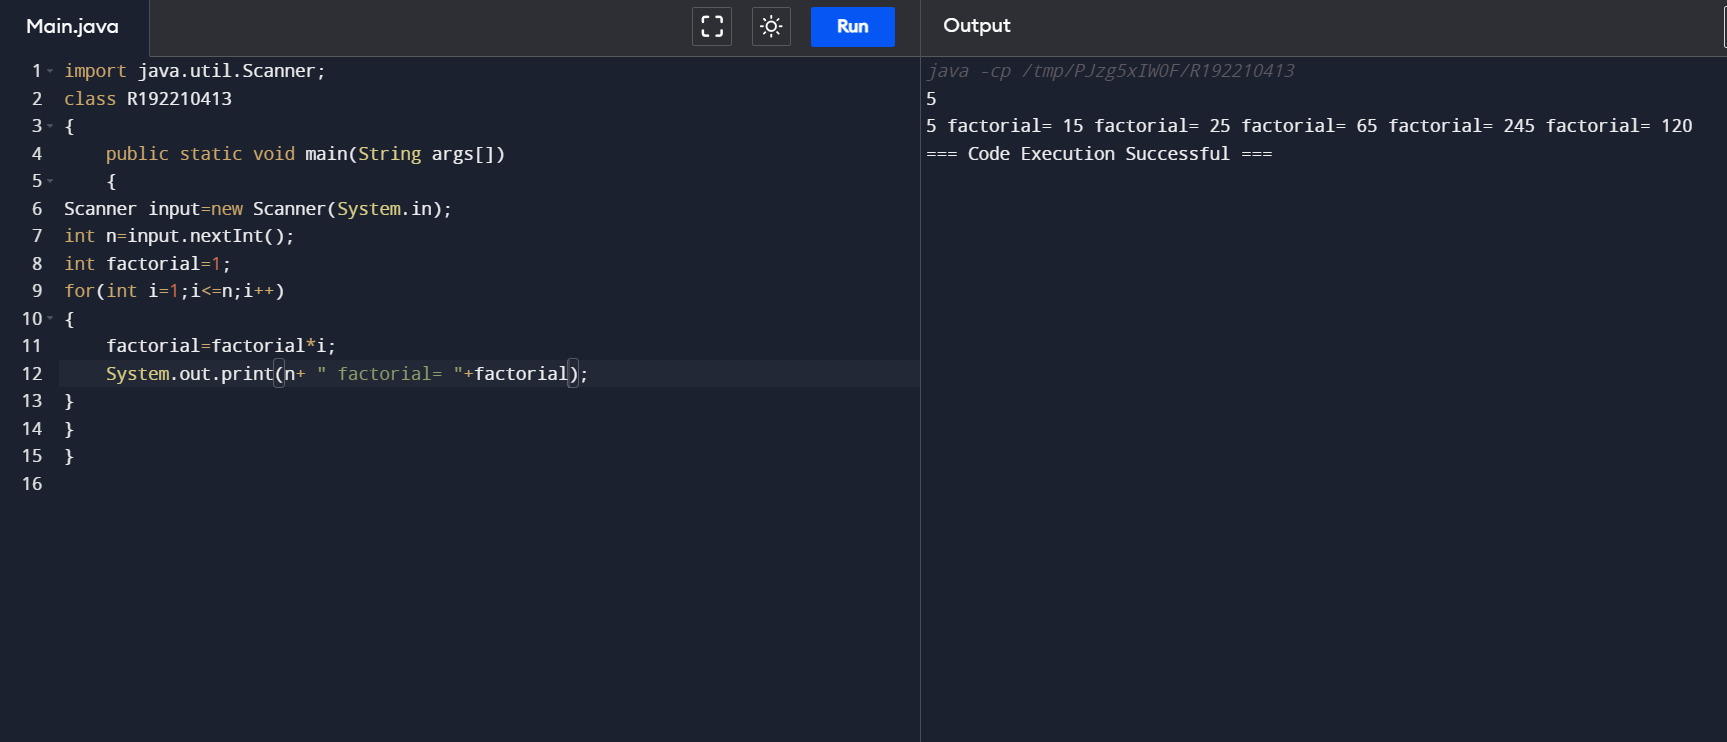 Main.java
Run
Output
1 import java.util.Scanner;
2 class R192210413
3 {
4 public static void main(String args[])
5 {
6 Scanner input=new Scanner(System.in);
7 int n=input.nextInt();
8 int factorial=1;
9 for(int i=1;i<=n;i++)
10 {
11 factorial=factorial*i;
12 System.out.print(n+ " factorial= "+factorial);
13 }
14 }
15 }
16
java -cp /tmp/PJzg5xIWOF/R192210413
5
5 factorial= 15 factorial= 25 factorial= 65 factorial= 245 factorial= 120
=== Code Execution Successful ===